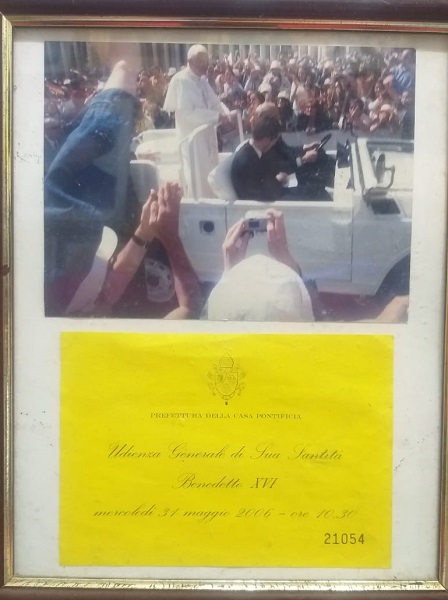 PREFETTURA DELLA CASA PONTIFICIA
Udienza Generale di Sua Santità
Benedetto XVI
mercoledì 31 maggio 2006 - ore 10.30
21054